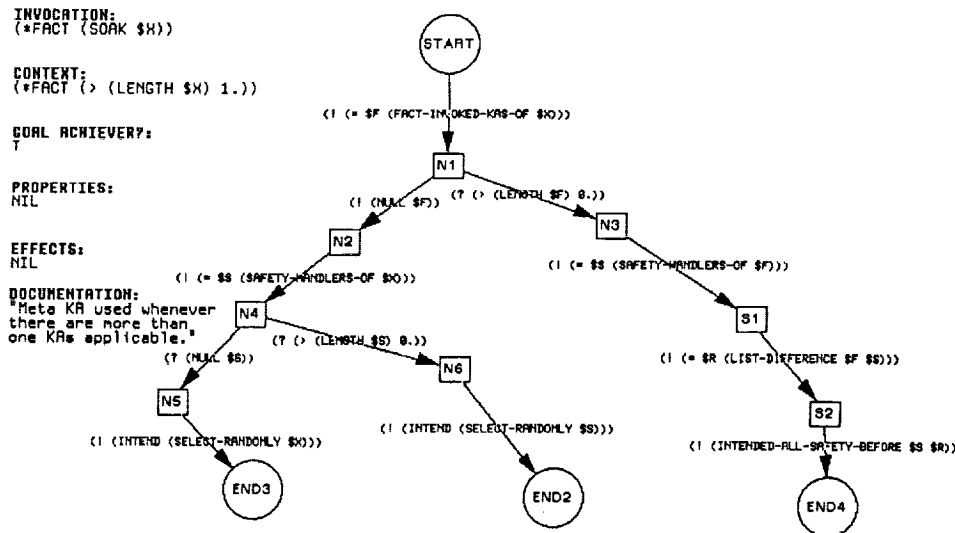 INVOCATION:
(*FACT (SOAK $X))
CONTEXT:
(*FACT (> (LENGTH $X) 1.))
GOAL ACHIEVER?:
T
PROPERTIES:
NIL
EFFECTS:
NIL
DOCUMENTATION:
"Meta KA used whenever
there are more than
one KAs applicable."
START
(! (= $F (FACT-INVOKED-KAS-OF $X)))
N1
(! (NULL $F))
(? (> (LENGTH $F) 0.))
N2
N3
(! (= $S (SAFETY-HANDLERS-OF $X)))
(! (= $S (SAFETY-HANDLERS-OF $F)))
N4
S1
(? (NULL $S))
(? (> (LENGTH $S) 0.))
(! (= $R (LIST-DIFFERENCE $F $S)))
N5
N6
S2
(! (INTEND (SELECT-RANDOMLY $X)))
(! (INTEND (SELECT-RANDOMLY $S)))
(! (INTENDED-ALL-SAFETY-BEFORE $S $R))
END3
END2
END4